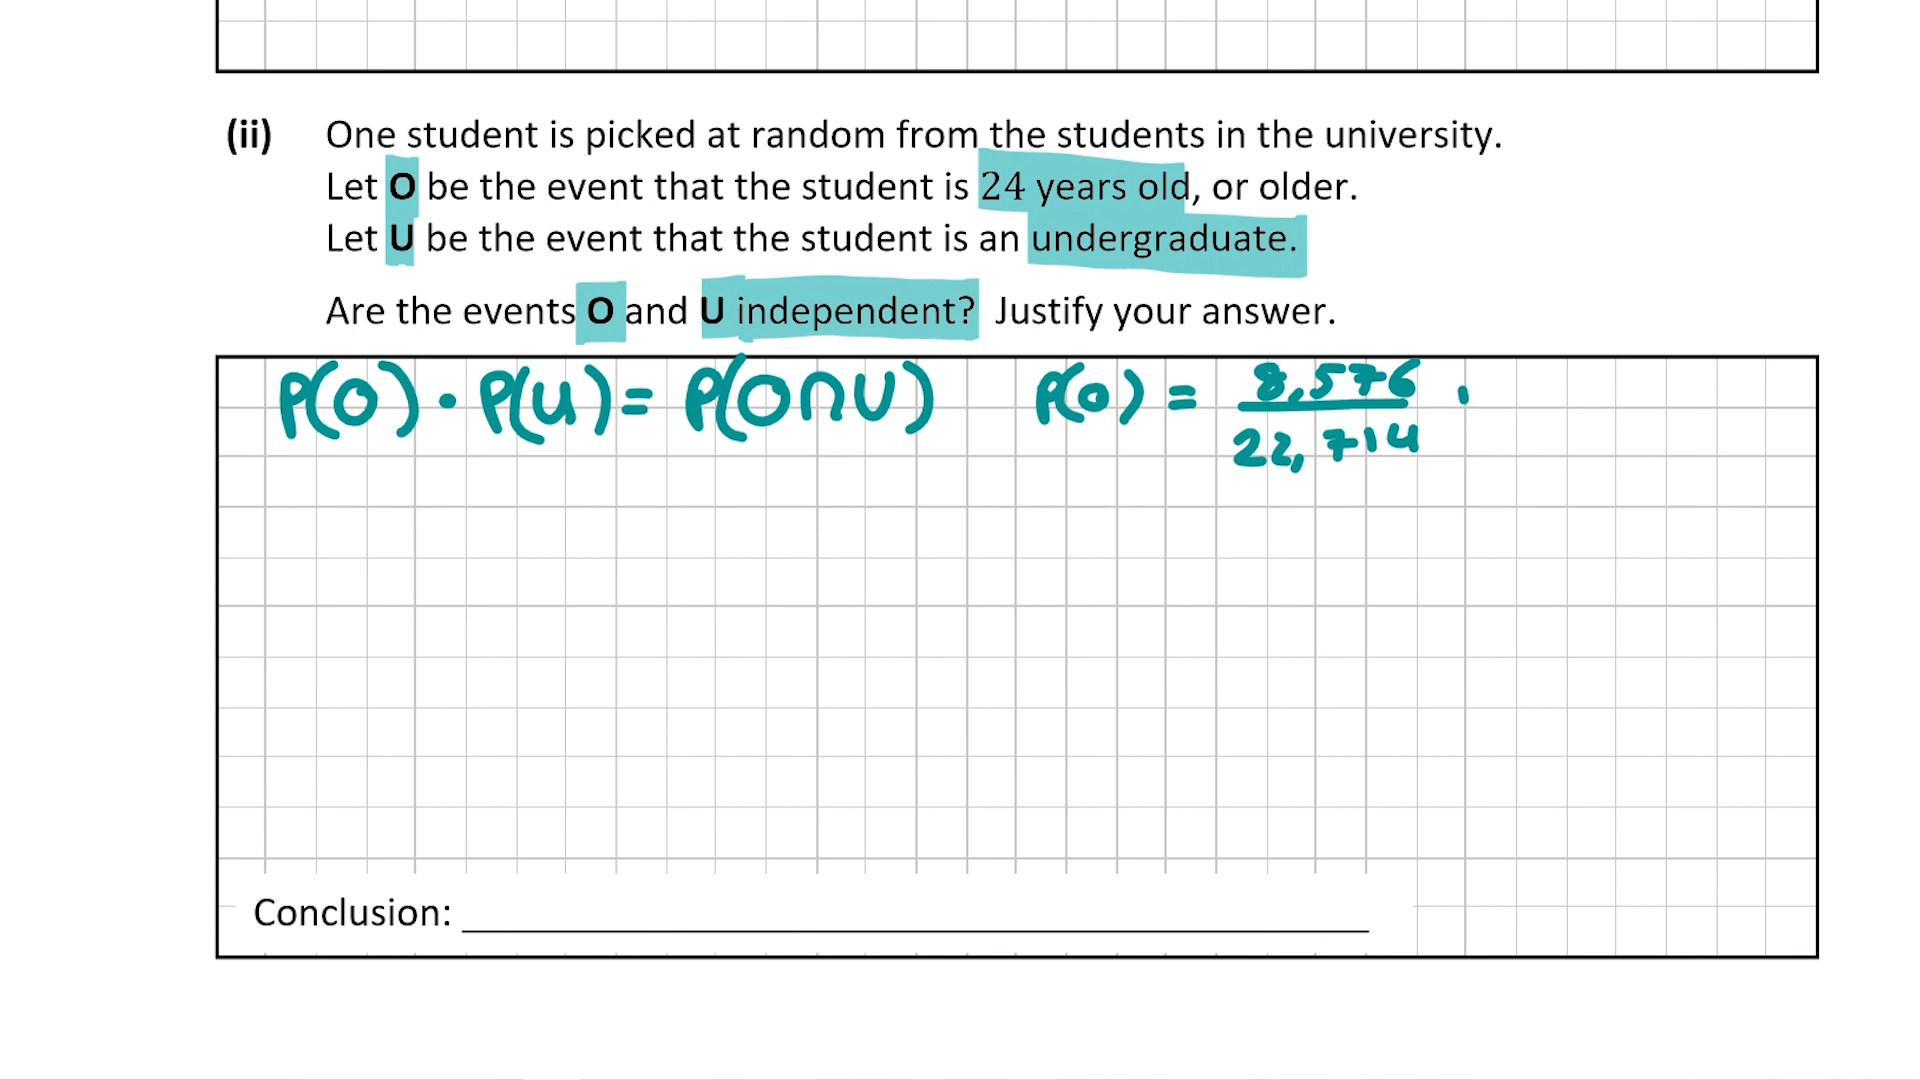 (ii) One student is picked at random from the students in the university.
Let O be the event that the student is 24 years old, or older.
Let U be the event that the student is an undergraduate.
Are the events O and U independent? Justify your answer.
P(O) · P(U) = P(O∩U) P(O) = 8,576
22,714
Conclusion: